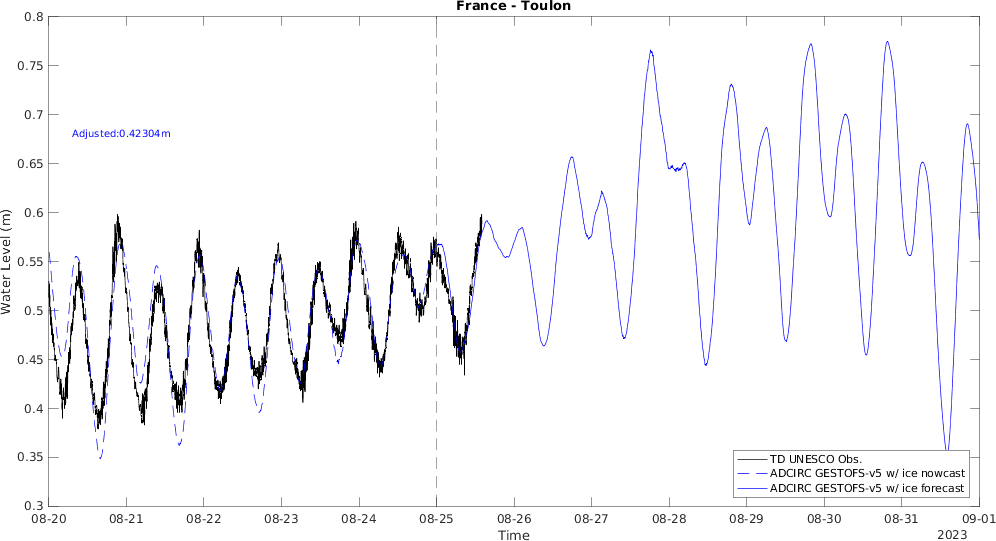 France - Toulon
0.8
0.75
0.7
0.65
0.6
0.55
0.5
0.45
0.4
0.35
0.3
Water Level (m)
Adjusted:0.42304m
TD UNESCO Obs.
ADCIRC GESTOFS-v5 w/ ice nowcast
ADCIRC GESTOFS-v5 w/ ice forecast
08-20 08-21 08-22 08-23 08-24 08-25 08-26 08-27 08-28 08-29 08-30 08-31 09-01
Time
2023